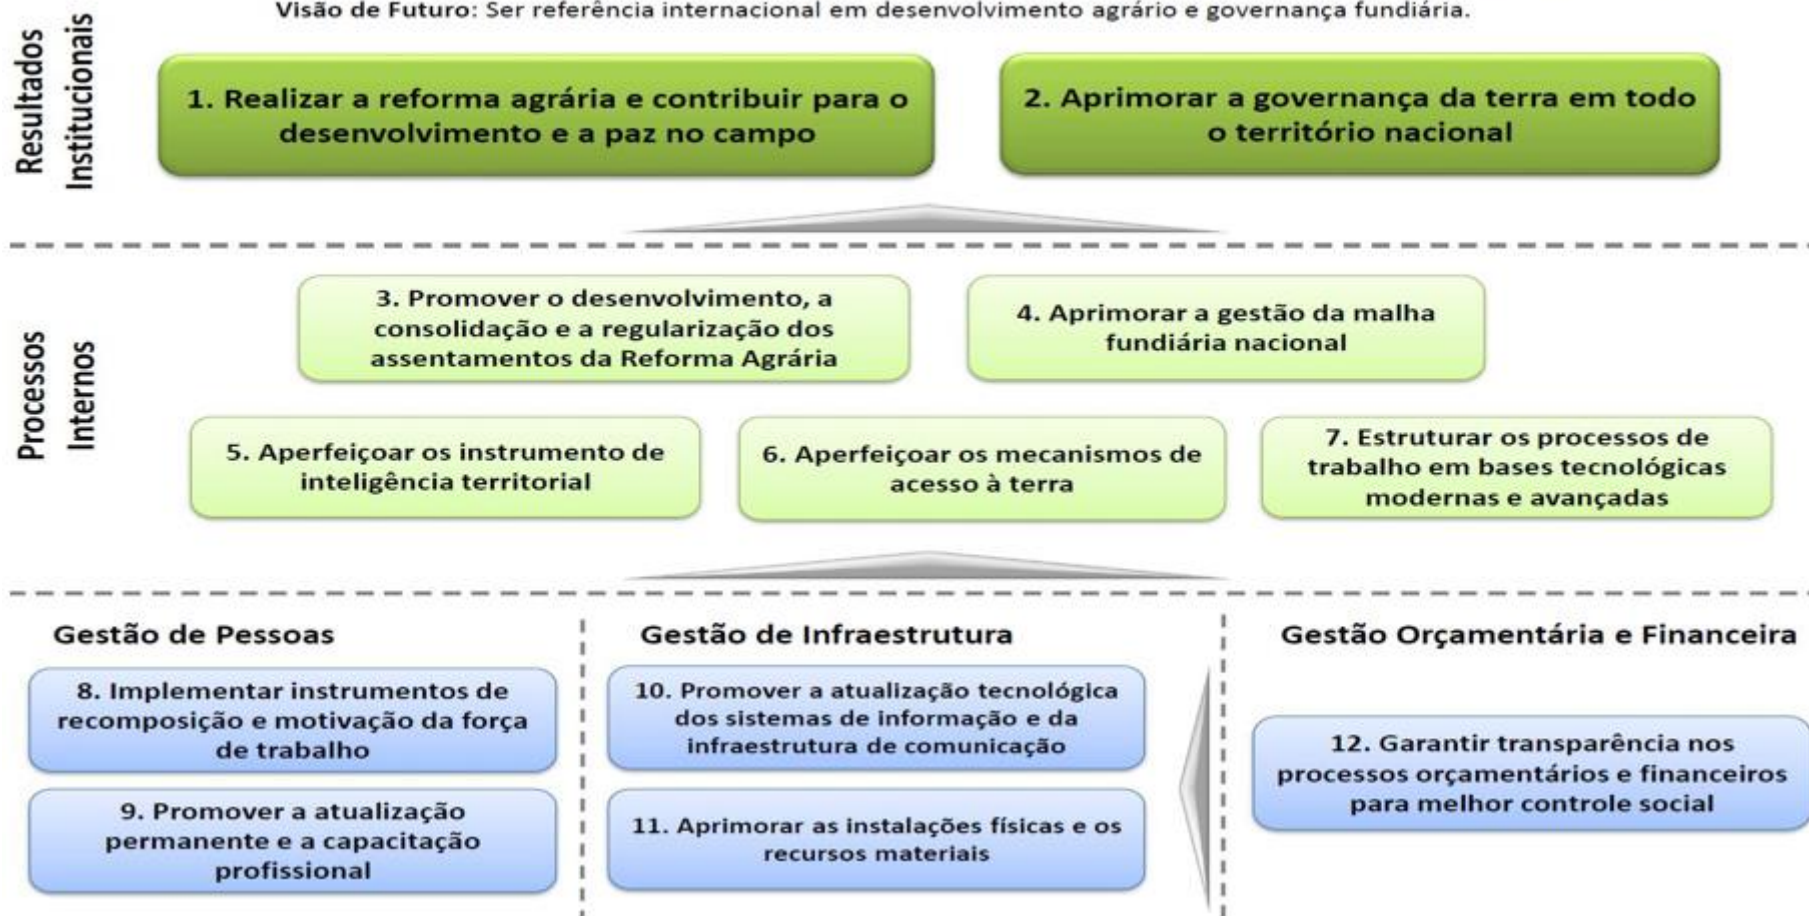 Visão de Futuro: Ser referência internacional em desenvolvimento agrário e governança fundiária.
Resultados
Institucionais
1. Realizar a reforma agrária e contribuir para o
desenvolvimento e a paz no campo
2. Aprimorar a governança da terra em todo
o território nacional
Processos
Internos
3. Promover o desenvolvimento, a
consolidação e a regularização dos
assentamentos da Reforma Agrária
4. Aprimorar a gestão da malha
fundiária nacional
5. Aperfeiçoar os instrumento de
inteligência territorial
6. Aperfeiçoar os mecanismos de
acesso à terra
7. Estruturar os processos de
trabalho em bases tecnológicas
modernas e avançadas
Gestão de Pessoas
8. Implementar instrumentos de
recomposição e motivação da força
de trabalho
9. Promover a atualização
permanente e a capacitação
profissional
Gestão de Infraestrutura
10. Promover a atualização tecnológica
dos sistemas de informação e da
infraestrutura de comunicação
11. Aprimorar as instalações físicas e os
recursos materiais
Gestão Orçamentária e Financeira
12. Garantir transparência nos
processos orçamentários e financeiros
para melhor controle social